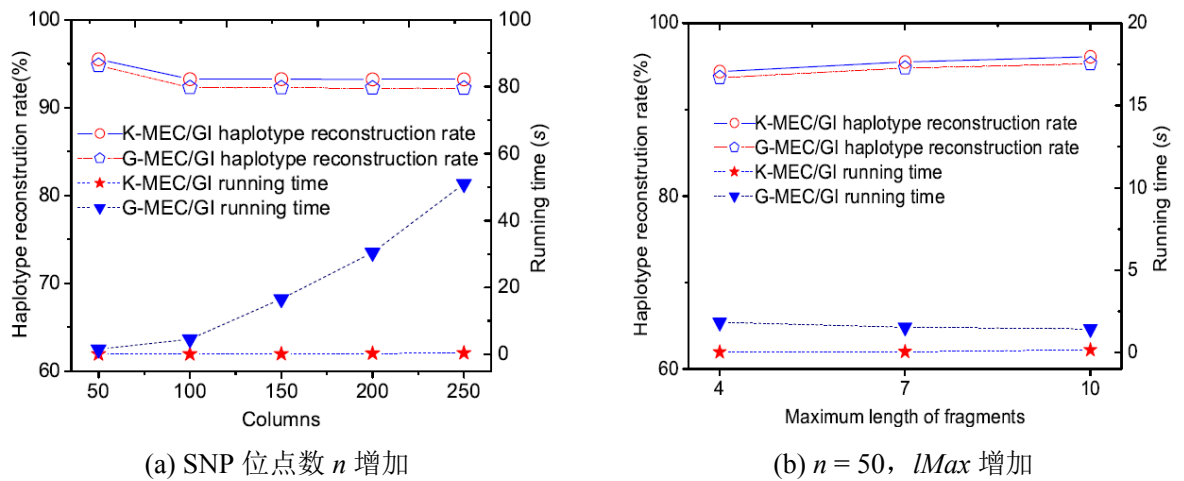 100
90
80
70
60
Haplotype reconstruction rate(%)
100
80
60
40
20
0
Running time (s)
K-MEC/GI haplotype reconstruction rate
G-MEC/GI haplotype reconstruction rate
K-MEC/GI running time
G-MEC/GI running time
50 100 150 200 250
Columns
(a) SNP 位点数 n 增加
100
80
60
Haplotype reconstrution rate(%)
20
15
10
5
0
Running time (s)
K-MEC/GI haplotype reconstruction rate
G-MEC/GI haplotype reconstruction rate
K-MEC/GI running time
G-MEC/GI running time
4 7 10
Maximum length of fragments
(b) n = 50，lMax 增加